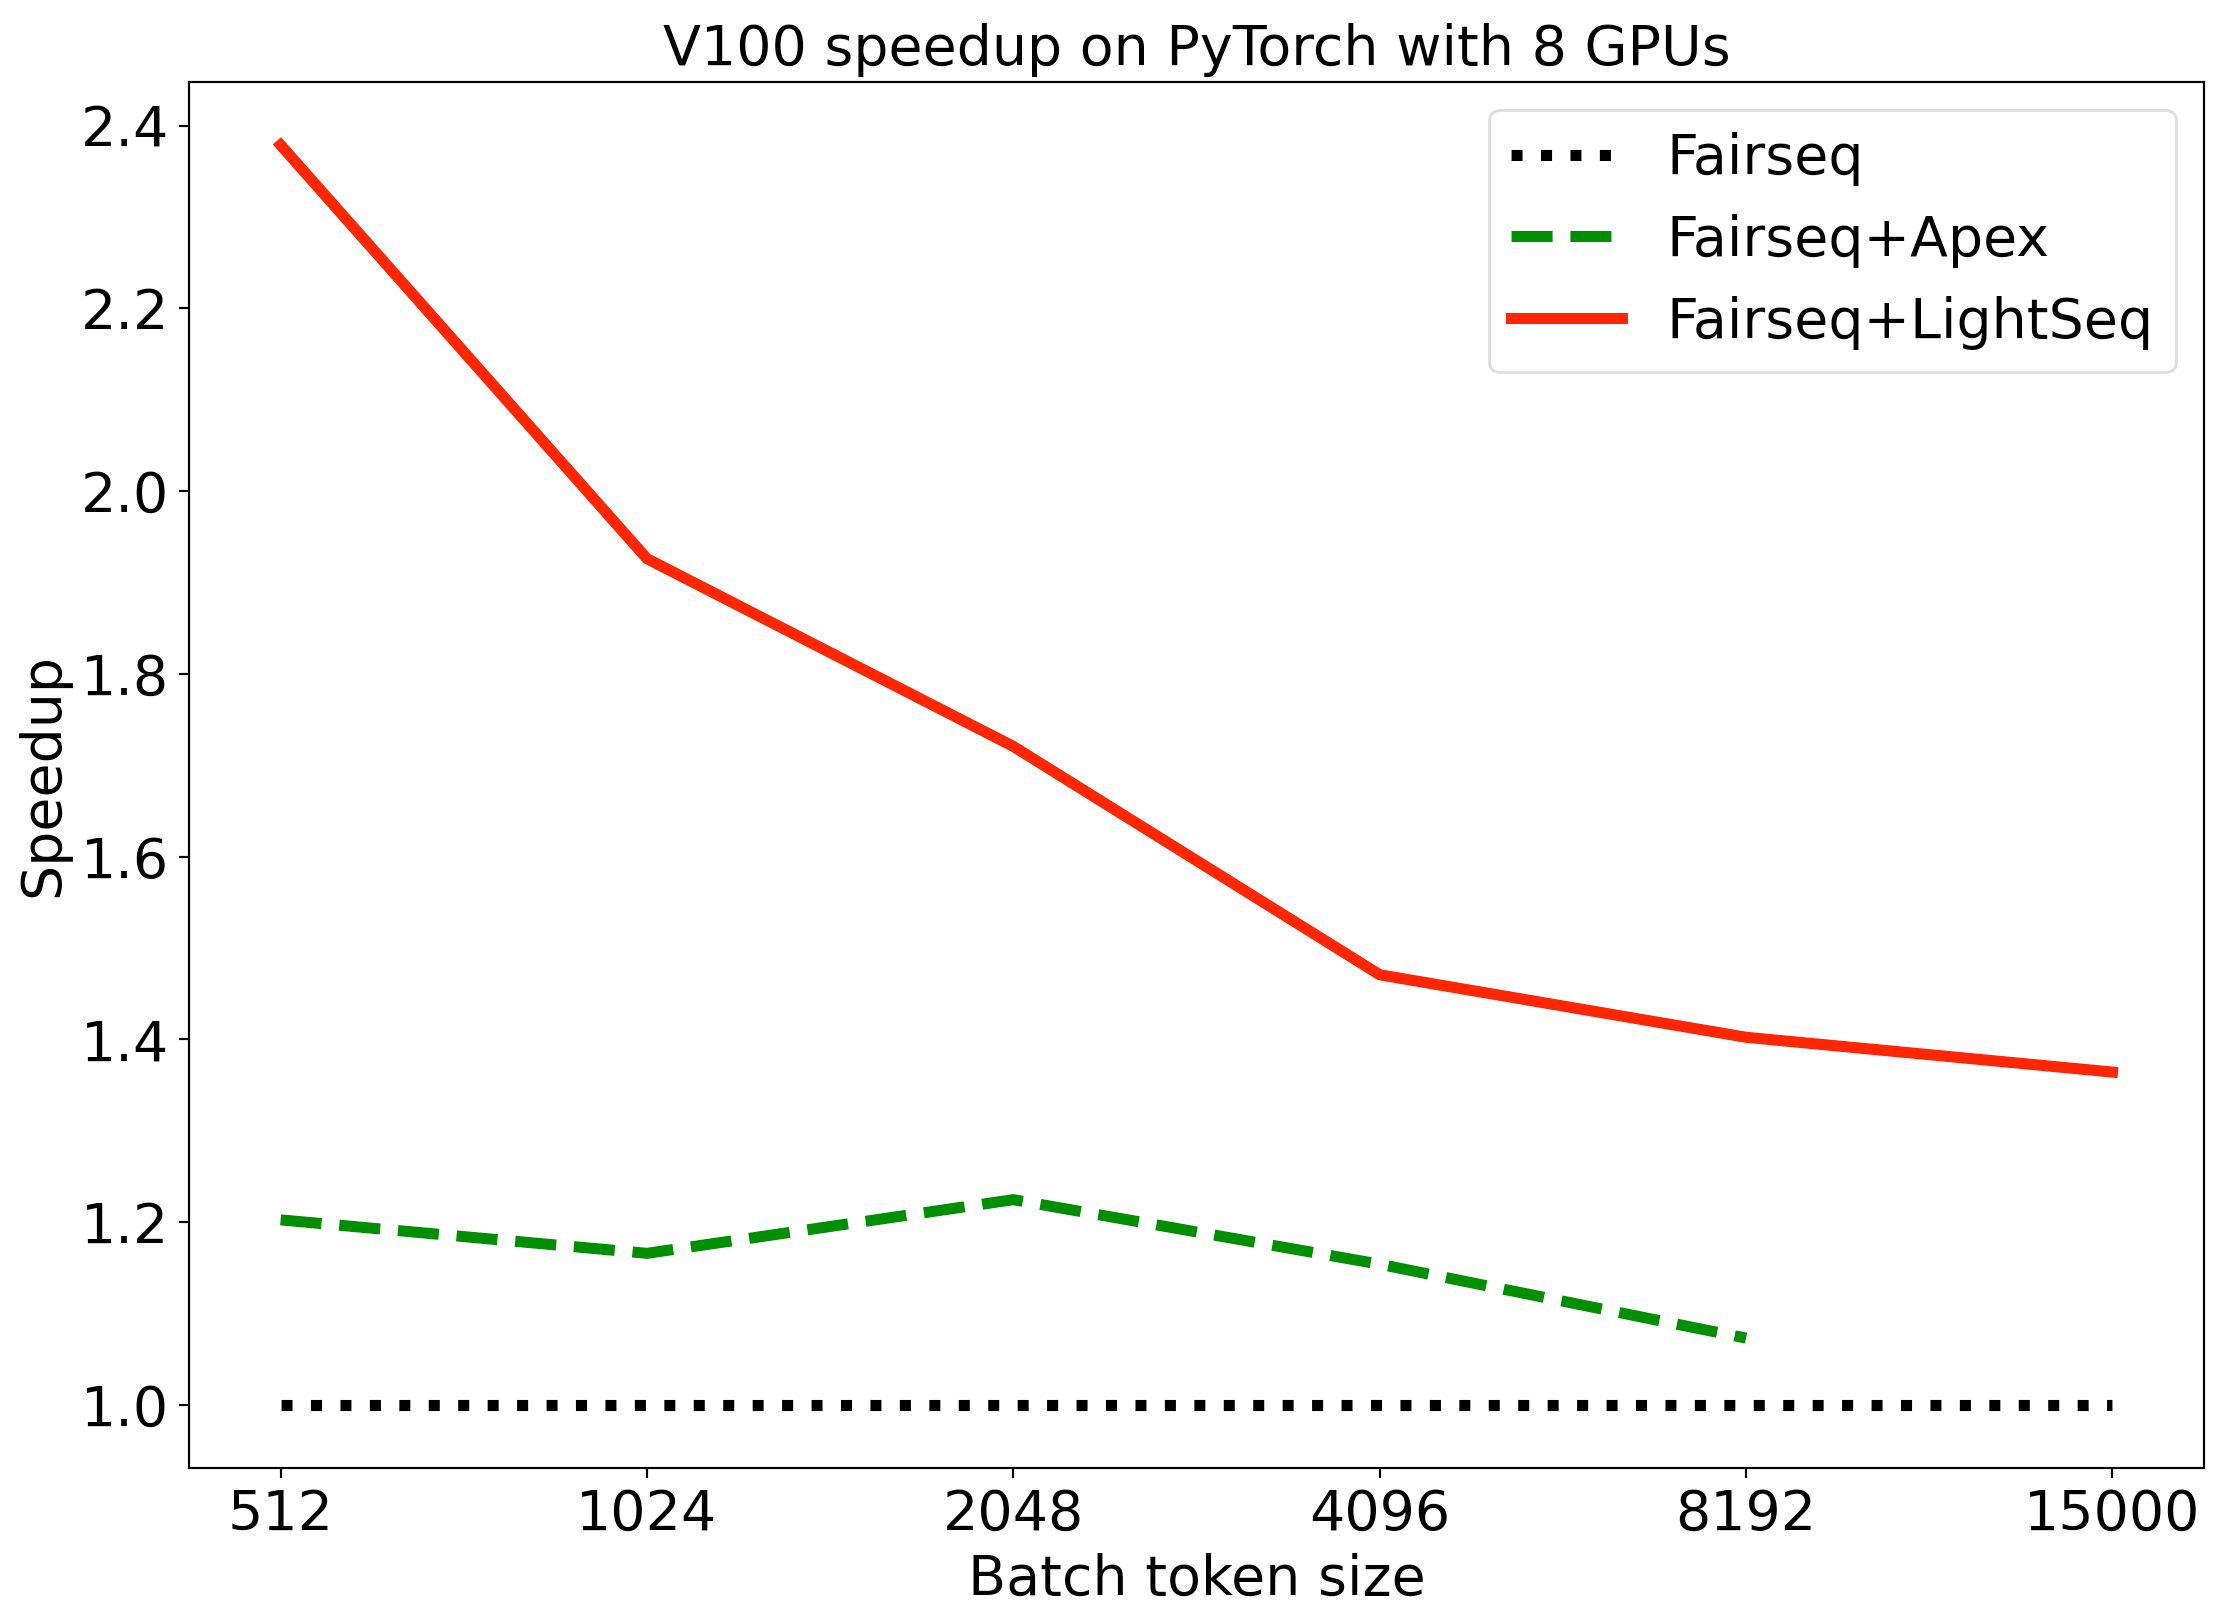 V100 speedup on PyTorch with 8 GPUs
Fairseq
Fairseq+Apex
Fairseq+LightSeq
Speedup
2.4
2.2
2.0
1.8
1.6
1.4
1.2
1.0
512 1024 2048 4096 8192 15000
Batch token size